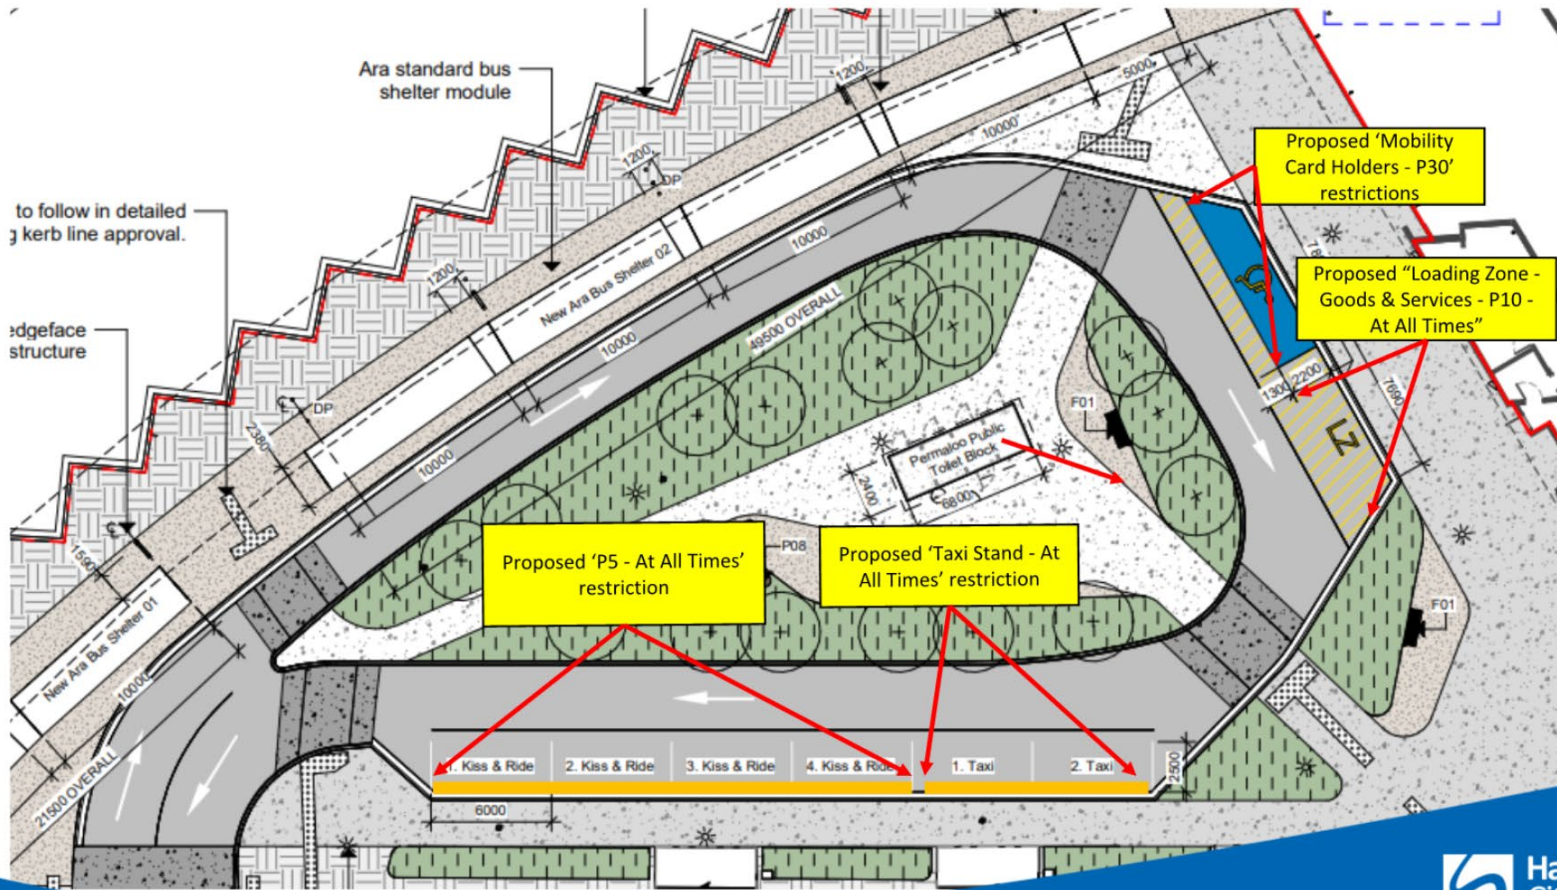 Ara standard bus
shelter module
to follow in detailed
kerb line approval.
edgeface
structure
1200
5000
10000
1200
DP
10000
1200
New Ara Bus Shelter 02
10000
49500 OVERALL
DP
2380
10000
1590
New Ara Bus Shelter 01
10000
21500 OVERALL
Proposed ‘Mobility
Card Holders - P30’
restrictions
Proposed “Loading Zone -
Goods & Services - P10 -
At All Times”
1300
2200
7690
LZ
F01
Permaloo Public
Toilet Block
2400
6800
F01
P08
Proposed ‘P5 - At All Times’
restriction
Proposed ‘Taxi Stand - At
All Times’ restriction
1. Kiss & Ride
2. Kiss & Ride
3. Kiss & Ride
4. Kiss & Ride
1. Taxi
2. Taxi
2500
6000